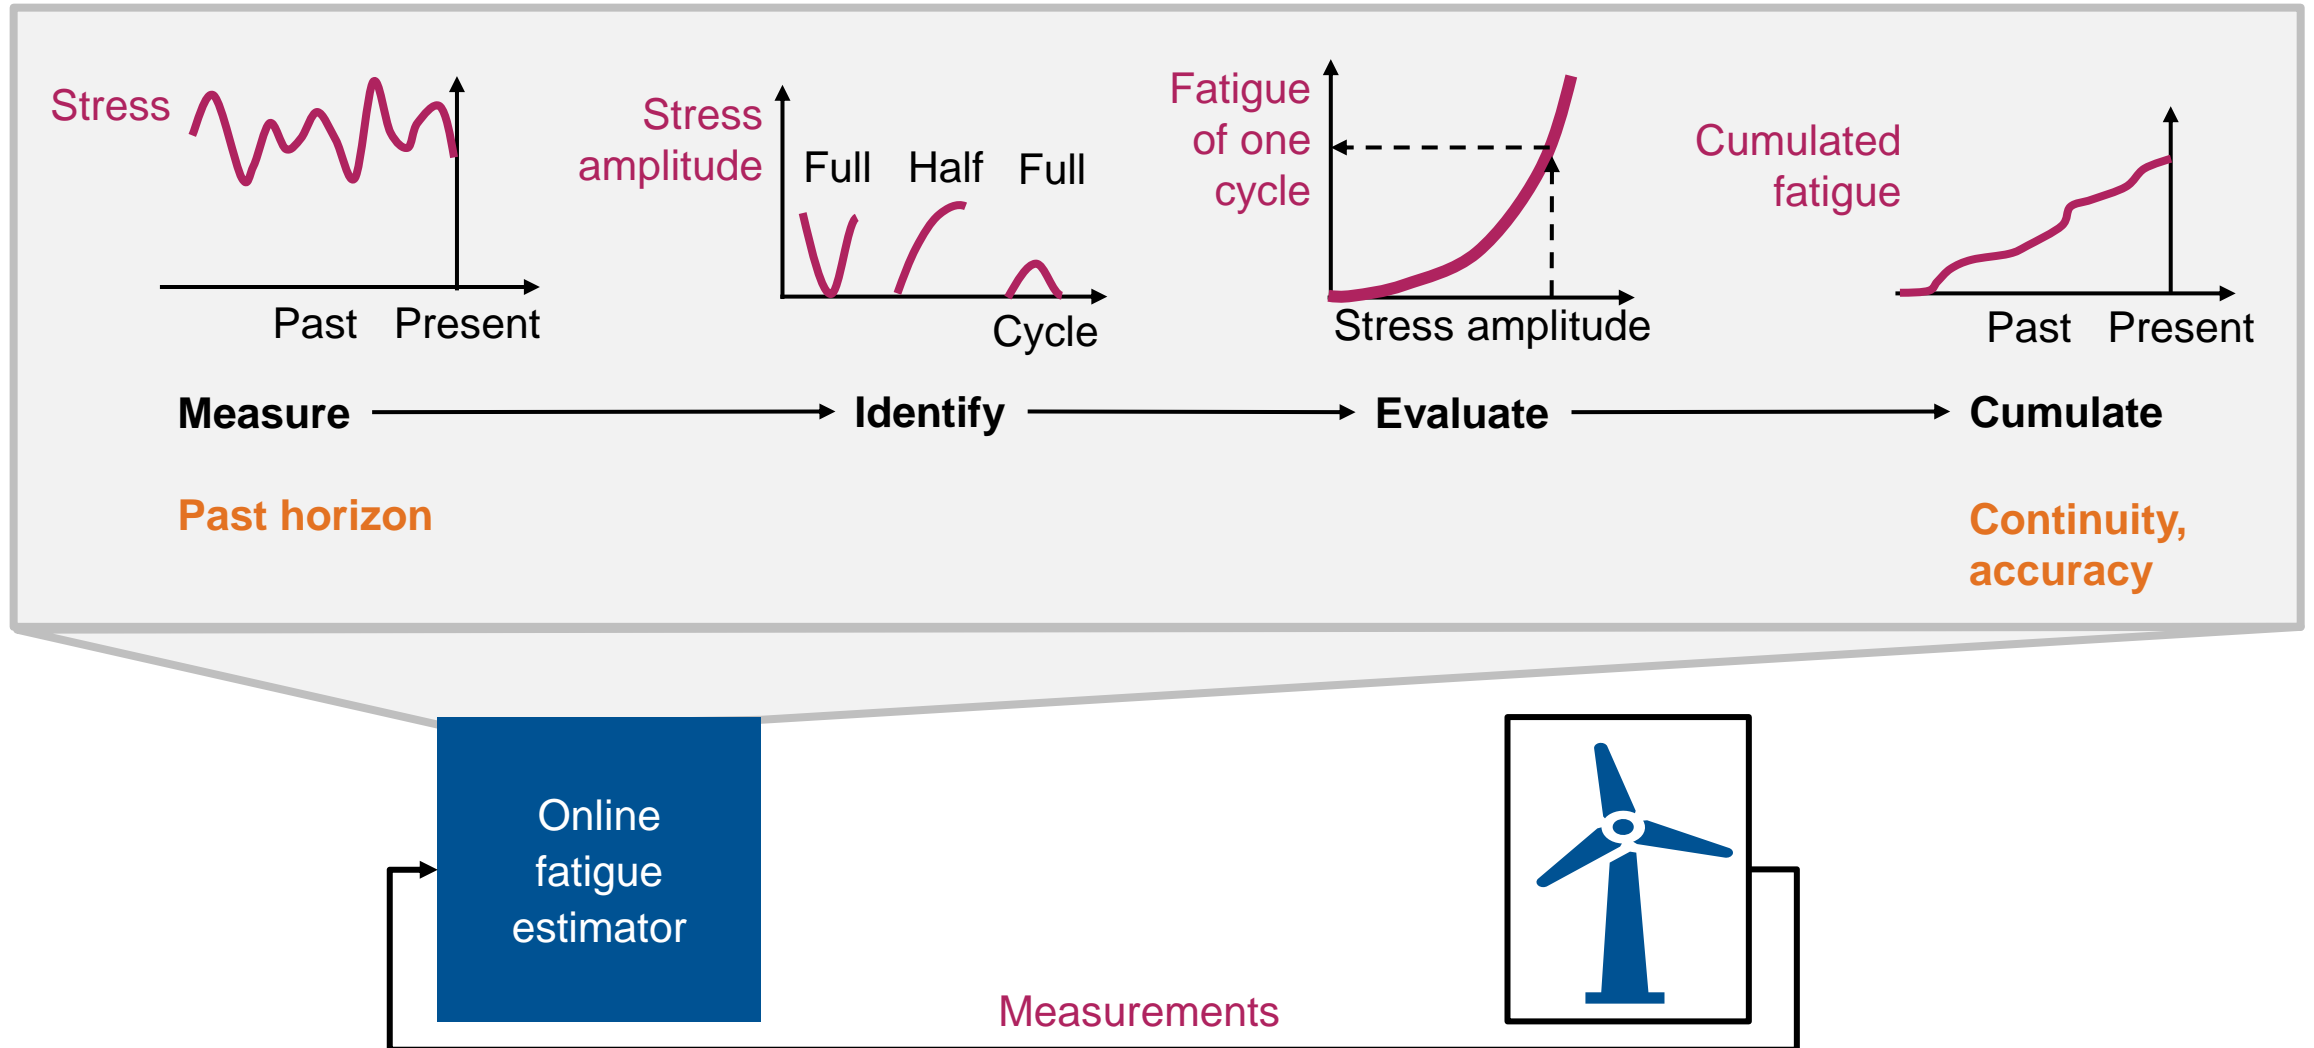 Stress
Past
Present
Stress
amplitude
Full
Half
Full
Cycle
Fatigue
of one
cycle
Stress amplitude
Cumulated
fatigue
Past
Present
Measure
Identify
Evaluate
Cumulate
Past horizon
Continuity,
accuracy
Online
fatigue
estimator
Measurements